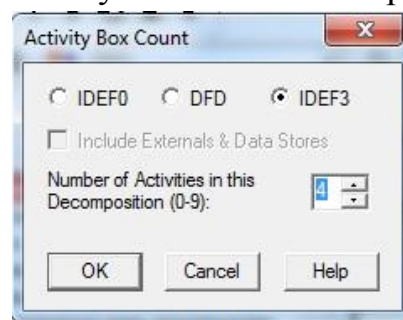 Activity Box Count
IDEF0 DFD IDEF3
Include Externals & Data Stores
Number of Activities in this
Decomposition (0-9):
4
OK Cancel Help